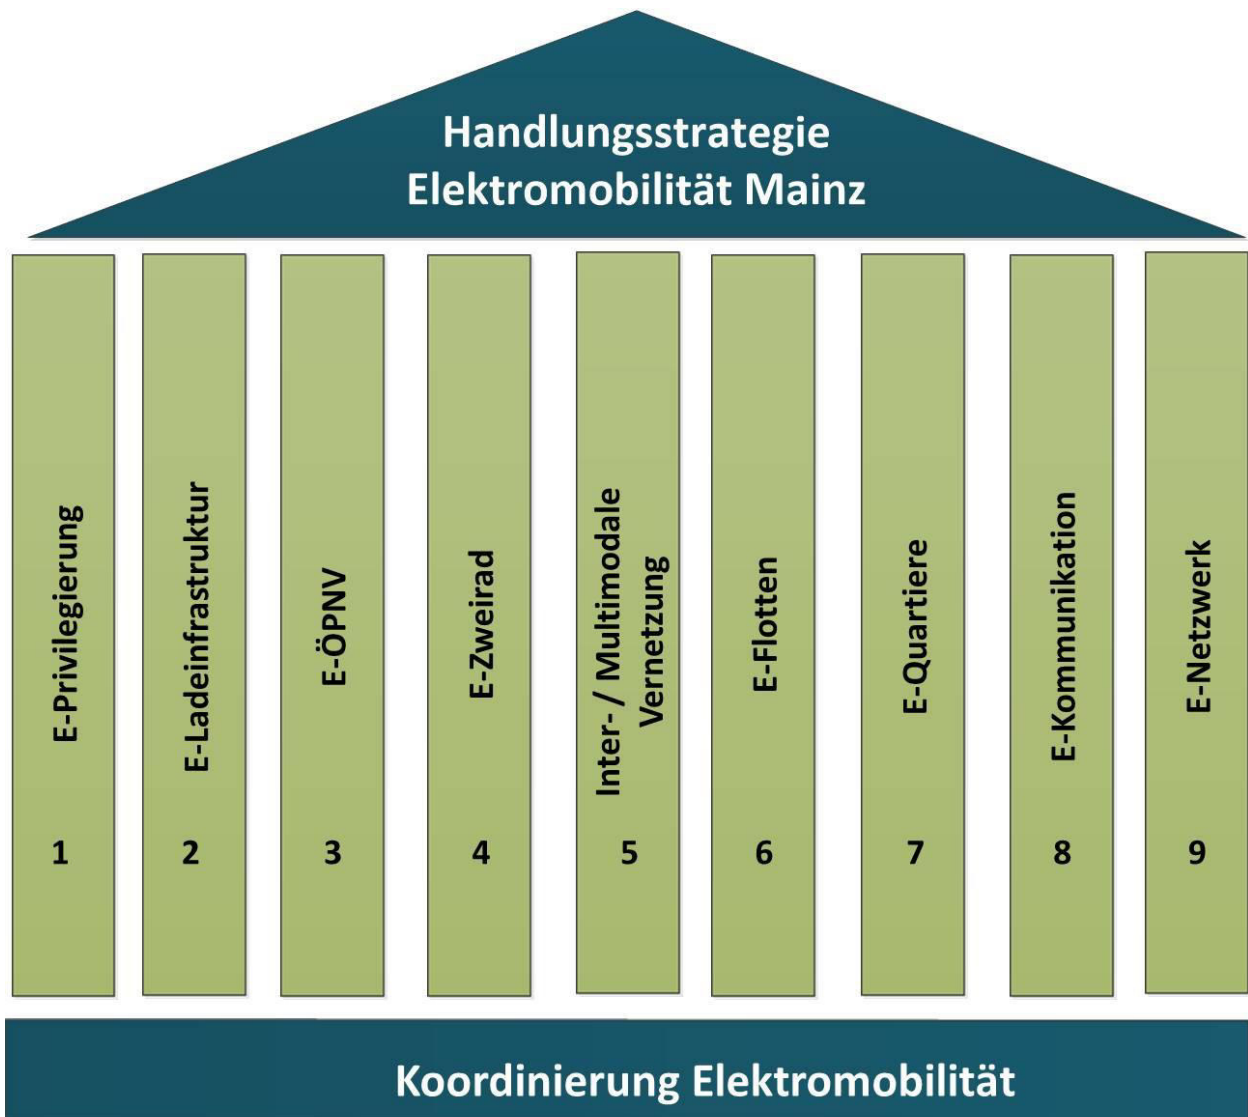 Handlungsstrategie
Elektromobilität Mainz
E-Privilegierung
1
E-Ladeinfrastruktur
2
E-ÖPNV
3
E-Zweirad
4
Inter- / Multimodale
Vernetzung
5
E-Flotten
6
E-Quartiere
7
E-Kommunikation
8
E-Netzwerk
9
Koordinierung Elektromobilität